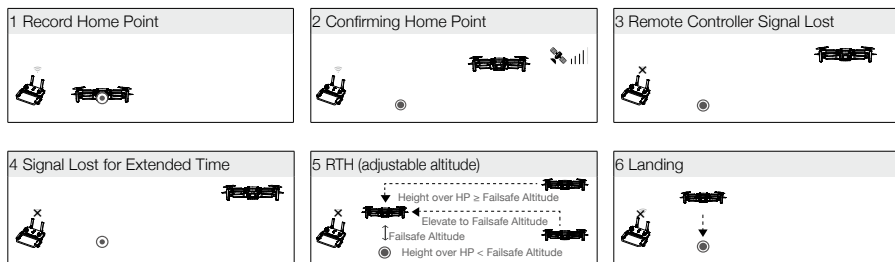 1 Record Home Point
2 Confirming Home Point
3 Remote Controller Signal Lost
4 Signal Lost for Extended Time
5 RTH (adjustable altitude)
Height over HP ≥ Failsafe Altitude
Elevate to Failsafe Altitude
Failsafe Altitude
Height over HP < Failsafe Altitude
6 Landing